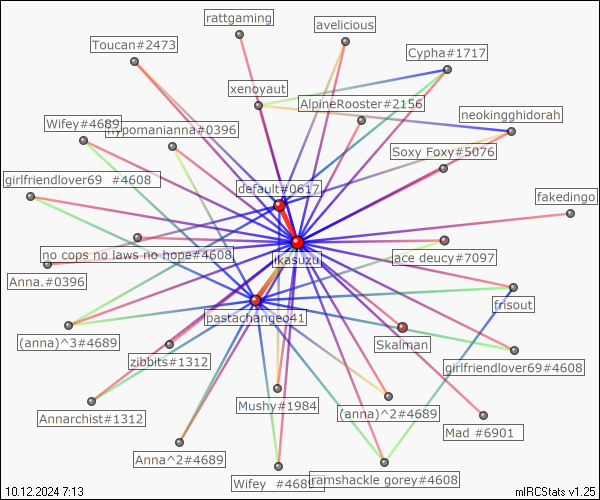 rattgaming
avelicious
Toucan#2473
Cypha#1717
xenoyaut
AlpineRooster#2156
neokingghidorah
Wifey#4689
hypomanianna#0396
Soxy Foxy#5076
girlfriendlover69 #4608
default#0617
fakedingo
no cops no laws no hope#4608
ikasuzu
ace deucy#7097
Anna.#0396
frisout
pastachangeo41
(anna)^3#4689
Skalman
zibbits#1312
girlfriendlover69#4608
Mushy#1984
(anna)^2#4689
Annarchist#1312
Mad #6901
Anna^2#4689
Wifey #4689
ramshackle gorey#4608
10.12.2024 7:13
mIRCStats v1.25